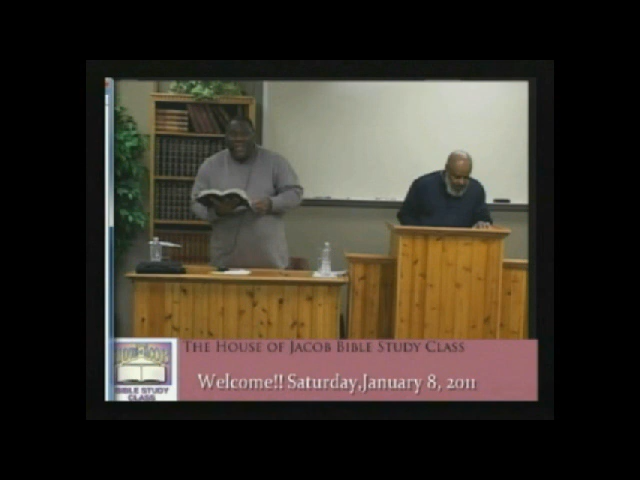 The House of Jacob Bible Study Class
Welcome!! Saturday,January 8, 2011
BIBLE STUDY
CLASS